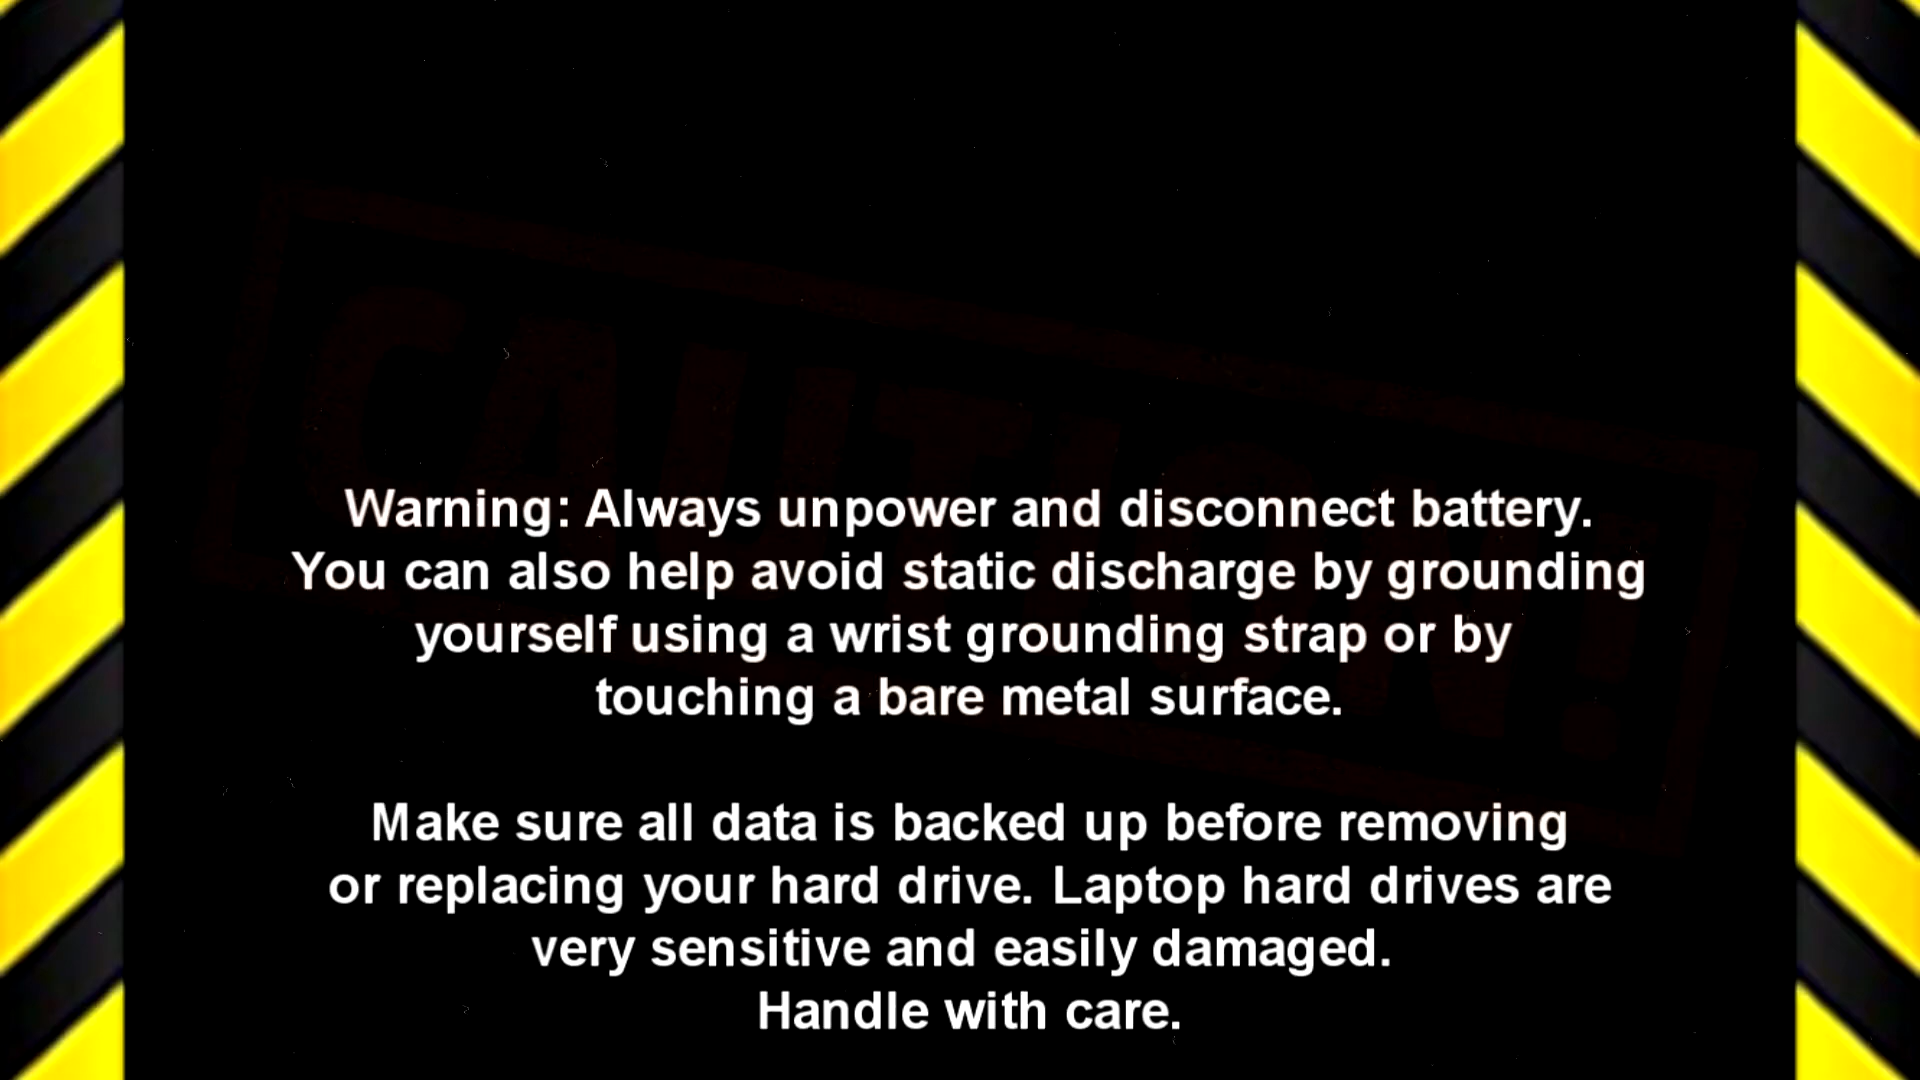 CAUTION!
Warning: Always unpower and disconnect battery.
You can also help avoid static discharge by grounding
yourself using a wrist grounding strap or by
touching a bare metal surface.
Make sure all data is backed up before removing
or replacing your hard drive. Laptop hard drives are
very sensitive and easily damaged.
Handle with care.